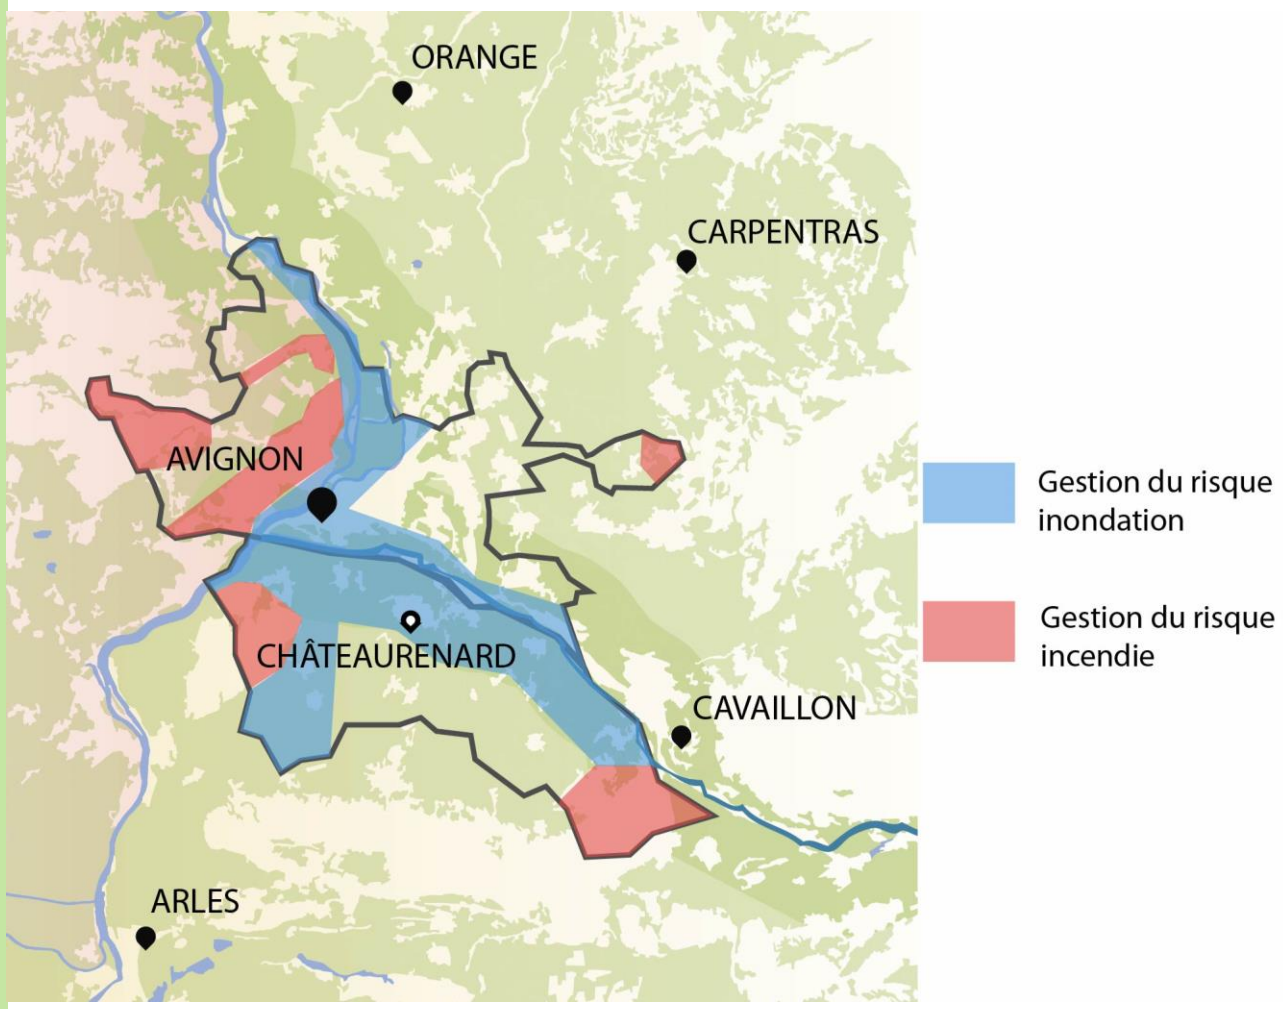 ORANGE
CARPENTRAS
AVIGNON
Gestion du risque
inondation
Gestion du risque
incendie
CHÂTEAURENARD
CAVAILLON
ARLES